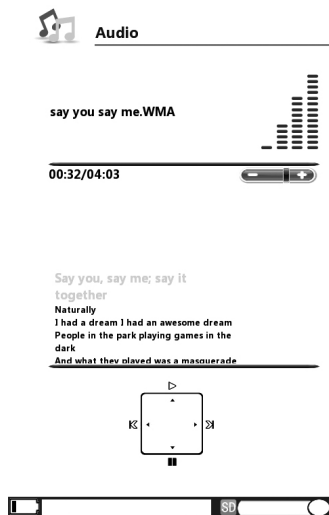 Audio
say you say me.WMA
00:32/04:03
Say you, say me; say it
together
Naturally
I had a dream I had an awesome dream
People in the park playing games in the
dark
And what they played was a masquerade
SD